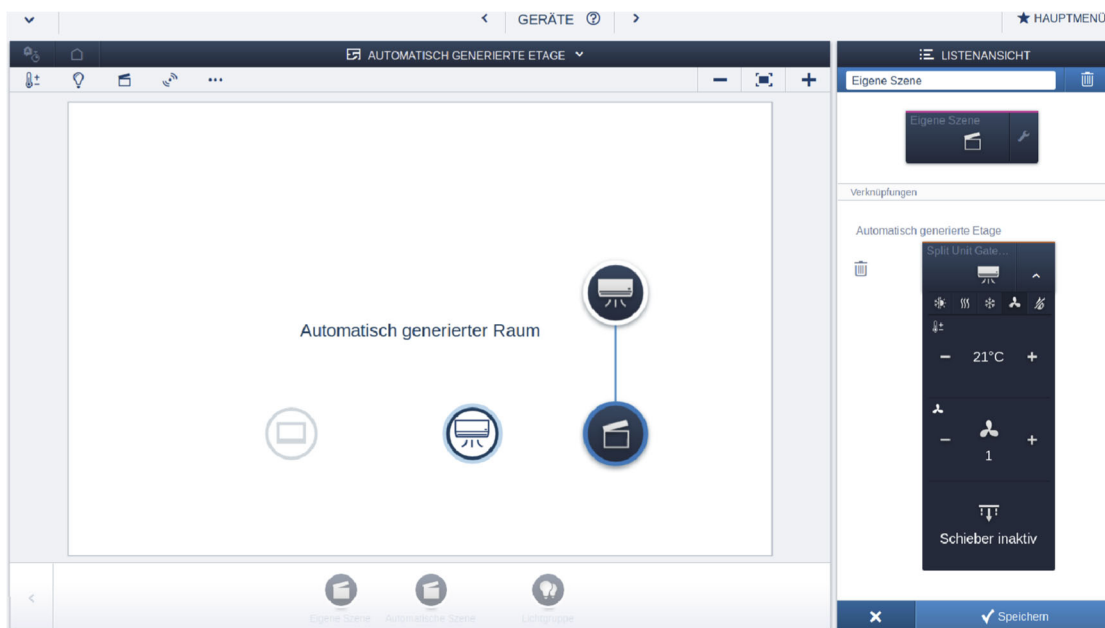 GERÄTE
HAUPTMENÜ
AUTOMATISCH GENERIERTE ETAGE
LISTENANSICHT
Eigene Szene
Eigene Szene
Verknüpfungen
Automatisch generierte Etage
Split Unit Gate...
21°C
1
Schieber inaktiv
Automatisch generierter Raum
Eigene Szene
Automatische Szene
Lichtgruppe
Speichern